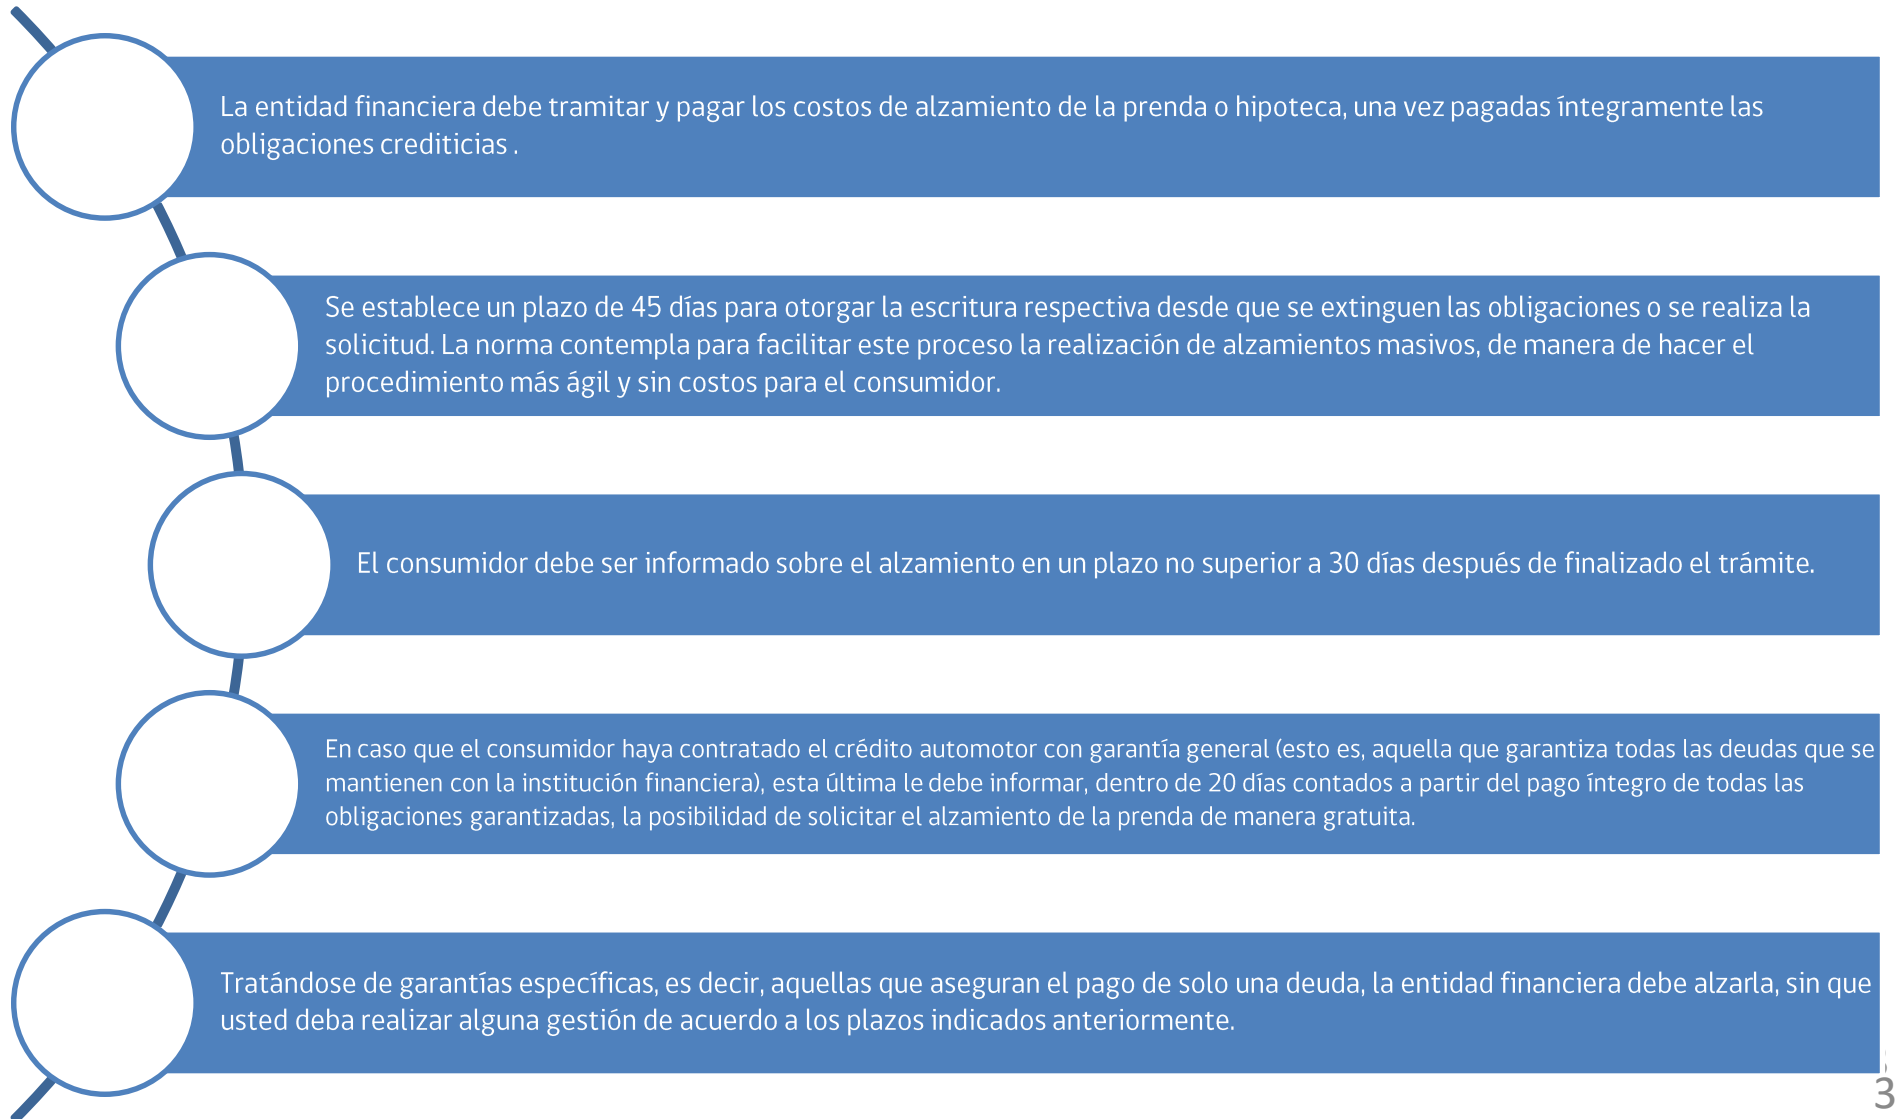 La entidad financiera debe tramitar y pagar los costos de alzamiento de la prenda o hipoteca, una vez pagadas íntegramente las
obligaciones crediticias .
Se establece un plazo de 45 días para otorgar la escritura respectiva desde que se extinguen las obligaciones o se realiza la
solicitud. La norma contempla para facilitar este proceso la realización de alzamientos masivos, de manera de hacer el
procedimiento más ágil y sin costos para el consumidor.
El consumidor debe ser informado sobre el alzamiento en un plazo no superior a 30 días después de finalizado el trámite.
En caso que el consumidor haya contratado el crédito automotor con garantía general (esto es, aquella que garantiza todas las deudas que se
mantienen con la institución financiera), esta última le debe informar, dentro de 20 días contados a partir del pago íntegro de todas las
obligaciones garantizadas, la posibilidad de solicitar el alzamiento de la prenda de manera gratuita.
Tratándose de garantías específicas, es decir, aquellas que aseguran el pago de solo una deuda, la entidad financiera debe alzarla, sin que
usted deba realizar alguna gestión de acuerdo a los plazos indicados anteriormente.
3